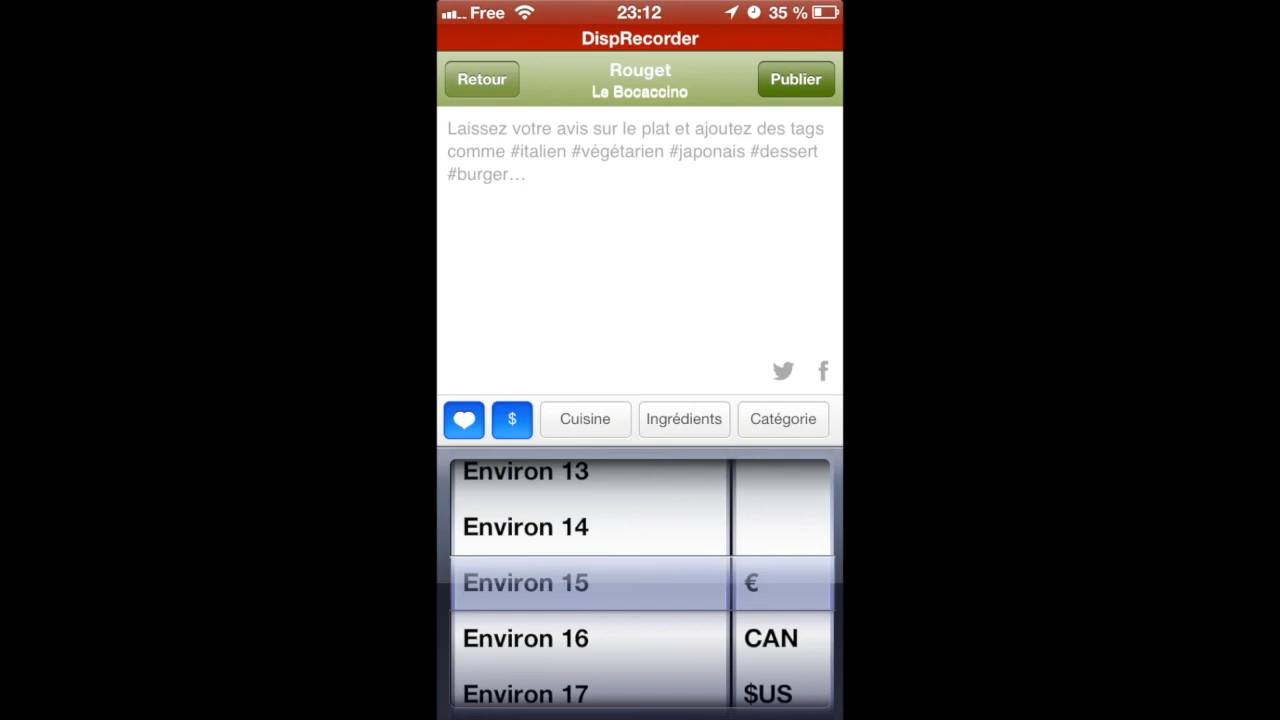 Free 23:12 35 %
DispRecorder
Retour Rouget Publier
Le Bocaccino
Laissez votre avis sur le plat et ajoutez des tags
comme #italien #végétarien #japonais #dessert
#burger…
$ Cuisine Ingrédients Catégorie
Environ 13
Environ 14
Environ 15 €
Environ 16 CAN
Environ 17 $US